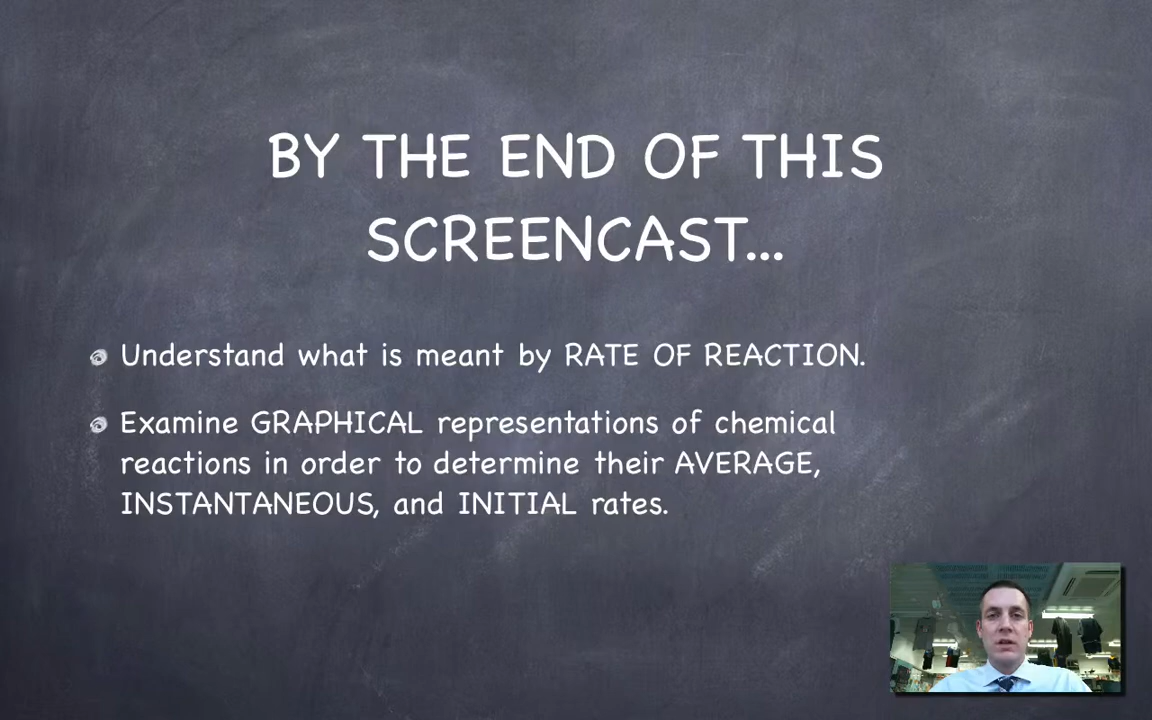 BY THE END OF THIS
SCREENCAST...
Understand what is meant by RATE OF REACTION.
Examine GRAPHICAL representations of chemical
reactions in order to determine their AVERAGE,
INSTANTANEOUS, and INITIAL rates.